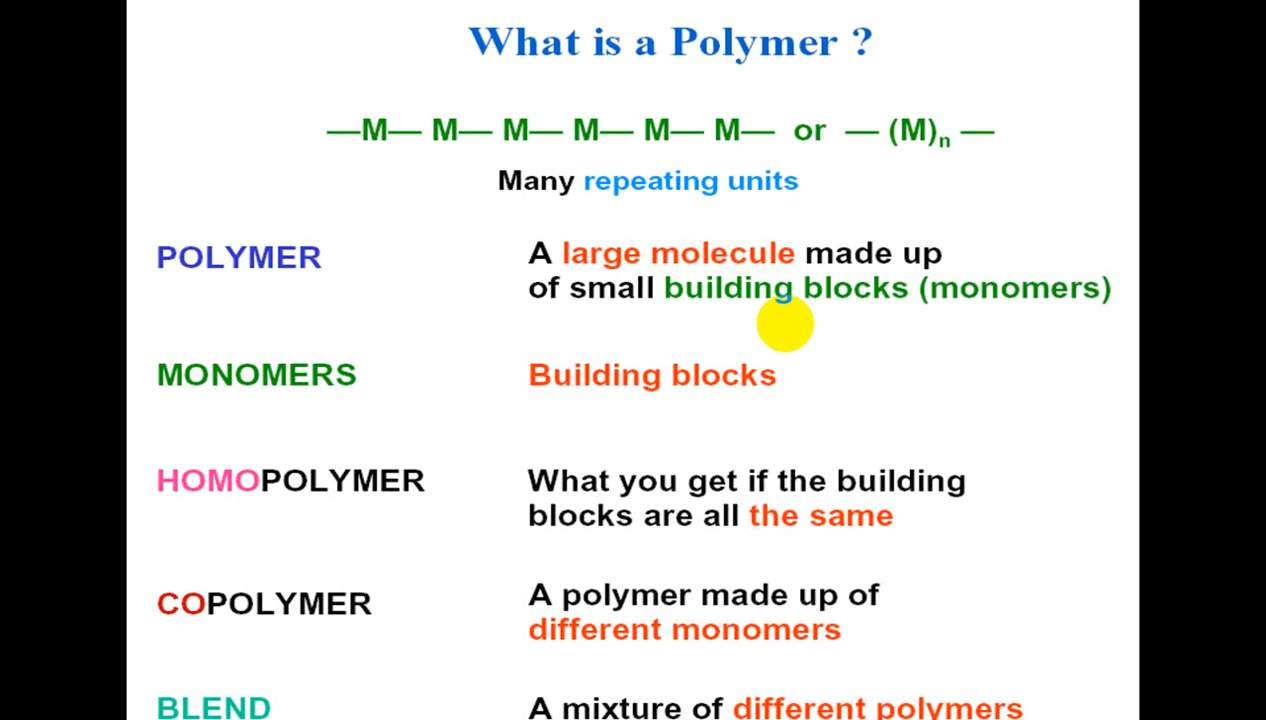 What is a Polymer ?
—M— M— M— M— M— M— or — (M)n —
Many repeating units
POLYMER
A large molecule made up
of small building blocks (monomers)
MONOMERS
Building blocks
HOMOPOLYMER
What you get if the building
blocks are all the same
COPOLYMER
A polymer made up of
different monomers
BLEND
A mixture of different polymers